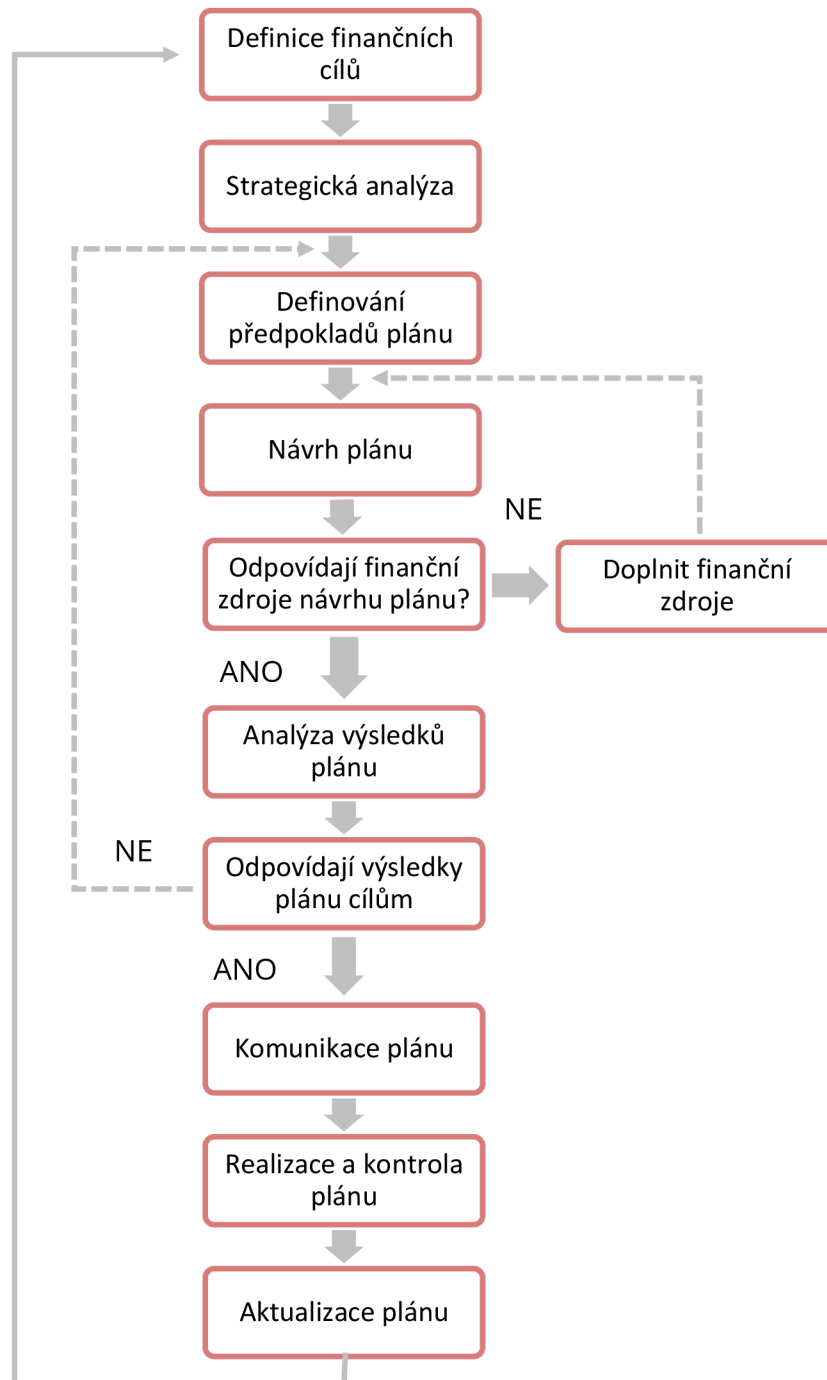 Definice finančních
cílů
Strategická analýza
Definování
předpokladů plánu
Návrh plánu
NE
Odpovídají finanční
zdroje návrhu plánu?
Doplnit finanční
zdroje
ANO
Analýza výsledků
plánu
NE
Odpovídají výsledky
plánu cílům
ANO
Komunikace plánu
Realizace a kontrola
plánu
Aktualizace plánu